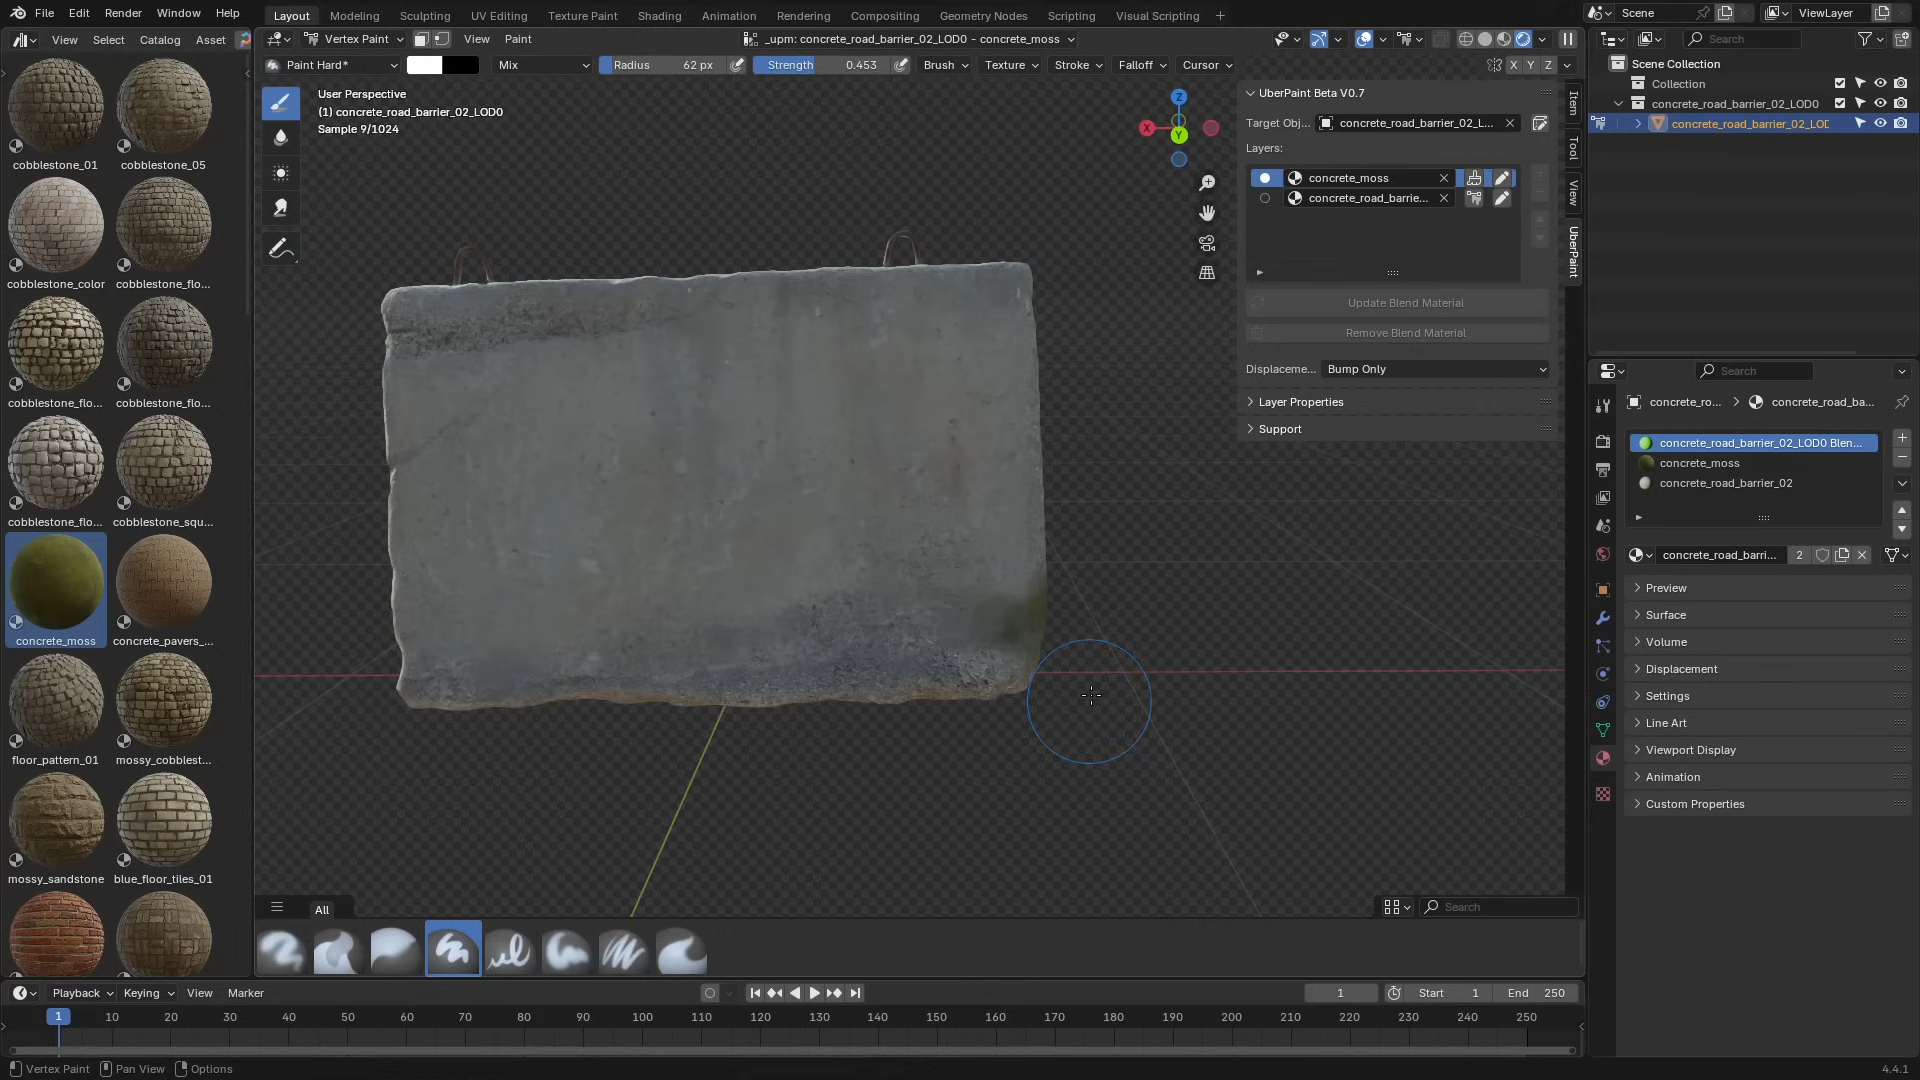 File Edit Render Window Help
Layout Modeling Sculpting UV Editing Texture Paint Shading Animation Rendering Compositing Geometry Nodes Scripting Visual Scripting +
Scene
ViewLayer
View Select Catalog Asset
Vertex Paint View Paint
_upm: concrete_road_barrier_02_LOD0 - concrete_moss
Search
Paint Hard* Mix Radius 62 px Strength 0.453 Brush Texture Stroke Falloff Cursor X Y Z
User Perspective
(1) concrete_road_barrier_02_LOD0
Sample 9/1024
Z
X
Y
cobblestone_01 cobblestone_05
cobblestone_color cobblestone_flo...
cobblestone_flo... cobblestone_flo...
cobblestone_flo... cobblestone_squ...
concrete_moss concrete_pavers_...
floor_pattern_01 mossy_cobblest...
mossy_sandstone blue_floor_tiles_01
UberPaint Beta V0.7
Target Obj... concrete_road_barrier_02_L...
Layers:
concrete_moss
concrete_road_barrie...
Update Blend Material
Remove Blend Material
Displaceme... Bump Only
Layer Properties
Support
Item
Tool
View
UberPaint
Scene Collection
Collection
concrete_road_barrier_02_LOD0
concrete_road_barrier_02_LOD
Search
concrete_ro... concrete_road_ba...
concrete_road_barrier_02_LOD0 Blen...
concrete_moss
concrete_road_barrier_02
concrete_road_barri... 2
Preview
Surface
Volume
Displacement
Settings
Line Art
Viewport Display
Animation
Custom Properties
All
Search
Playback Keying View Marker
1 Start 1 End 250
1 10 20 30 40 50 60 70 80 90 100 110 120 130 140 150 160 170 180 190 200 210 220 230 240 250
Vertex Paint Pan View Options
4.4.1